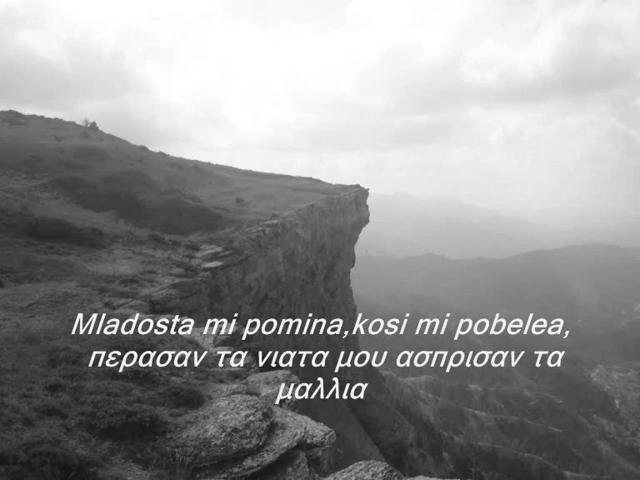 Mladosta mi pomina,kosi mi pobelea,
περασαν τα νιατα μου ασπρισαν τα
μαλλια